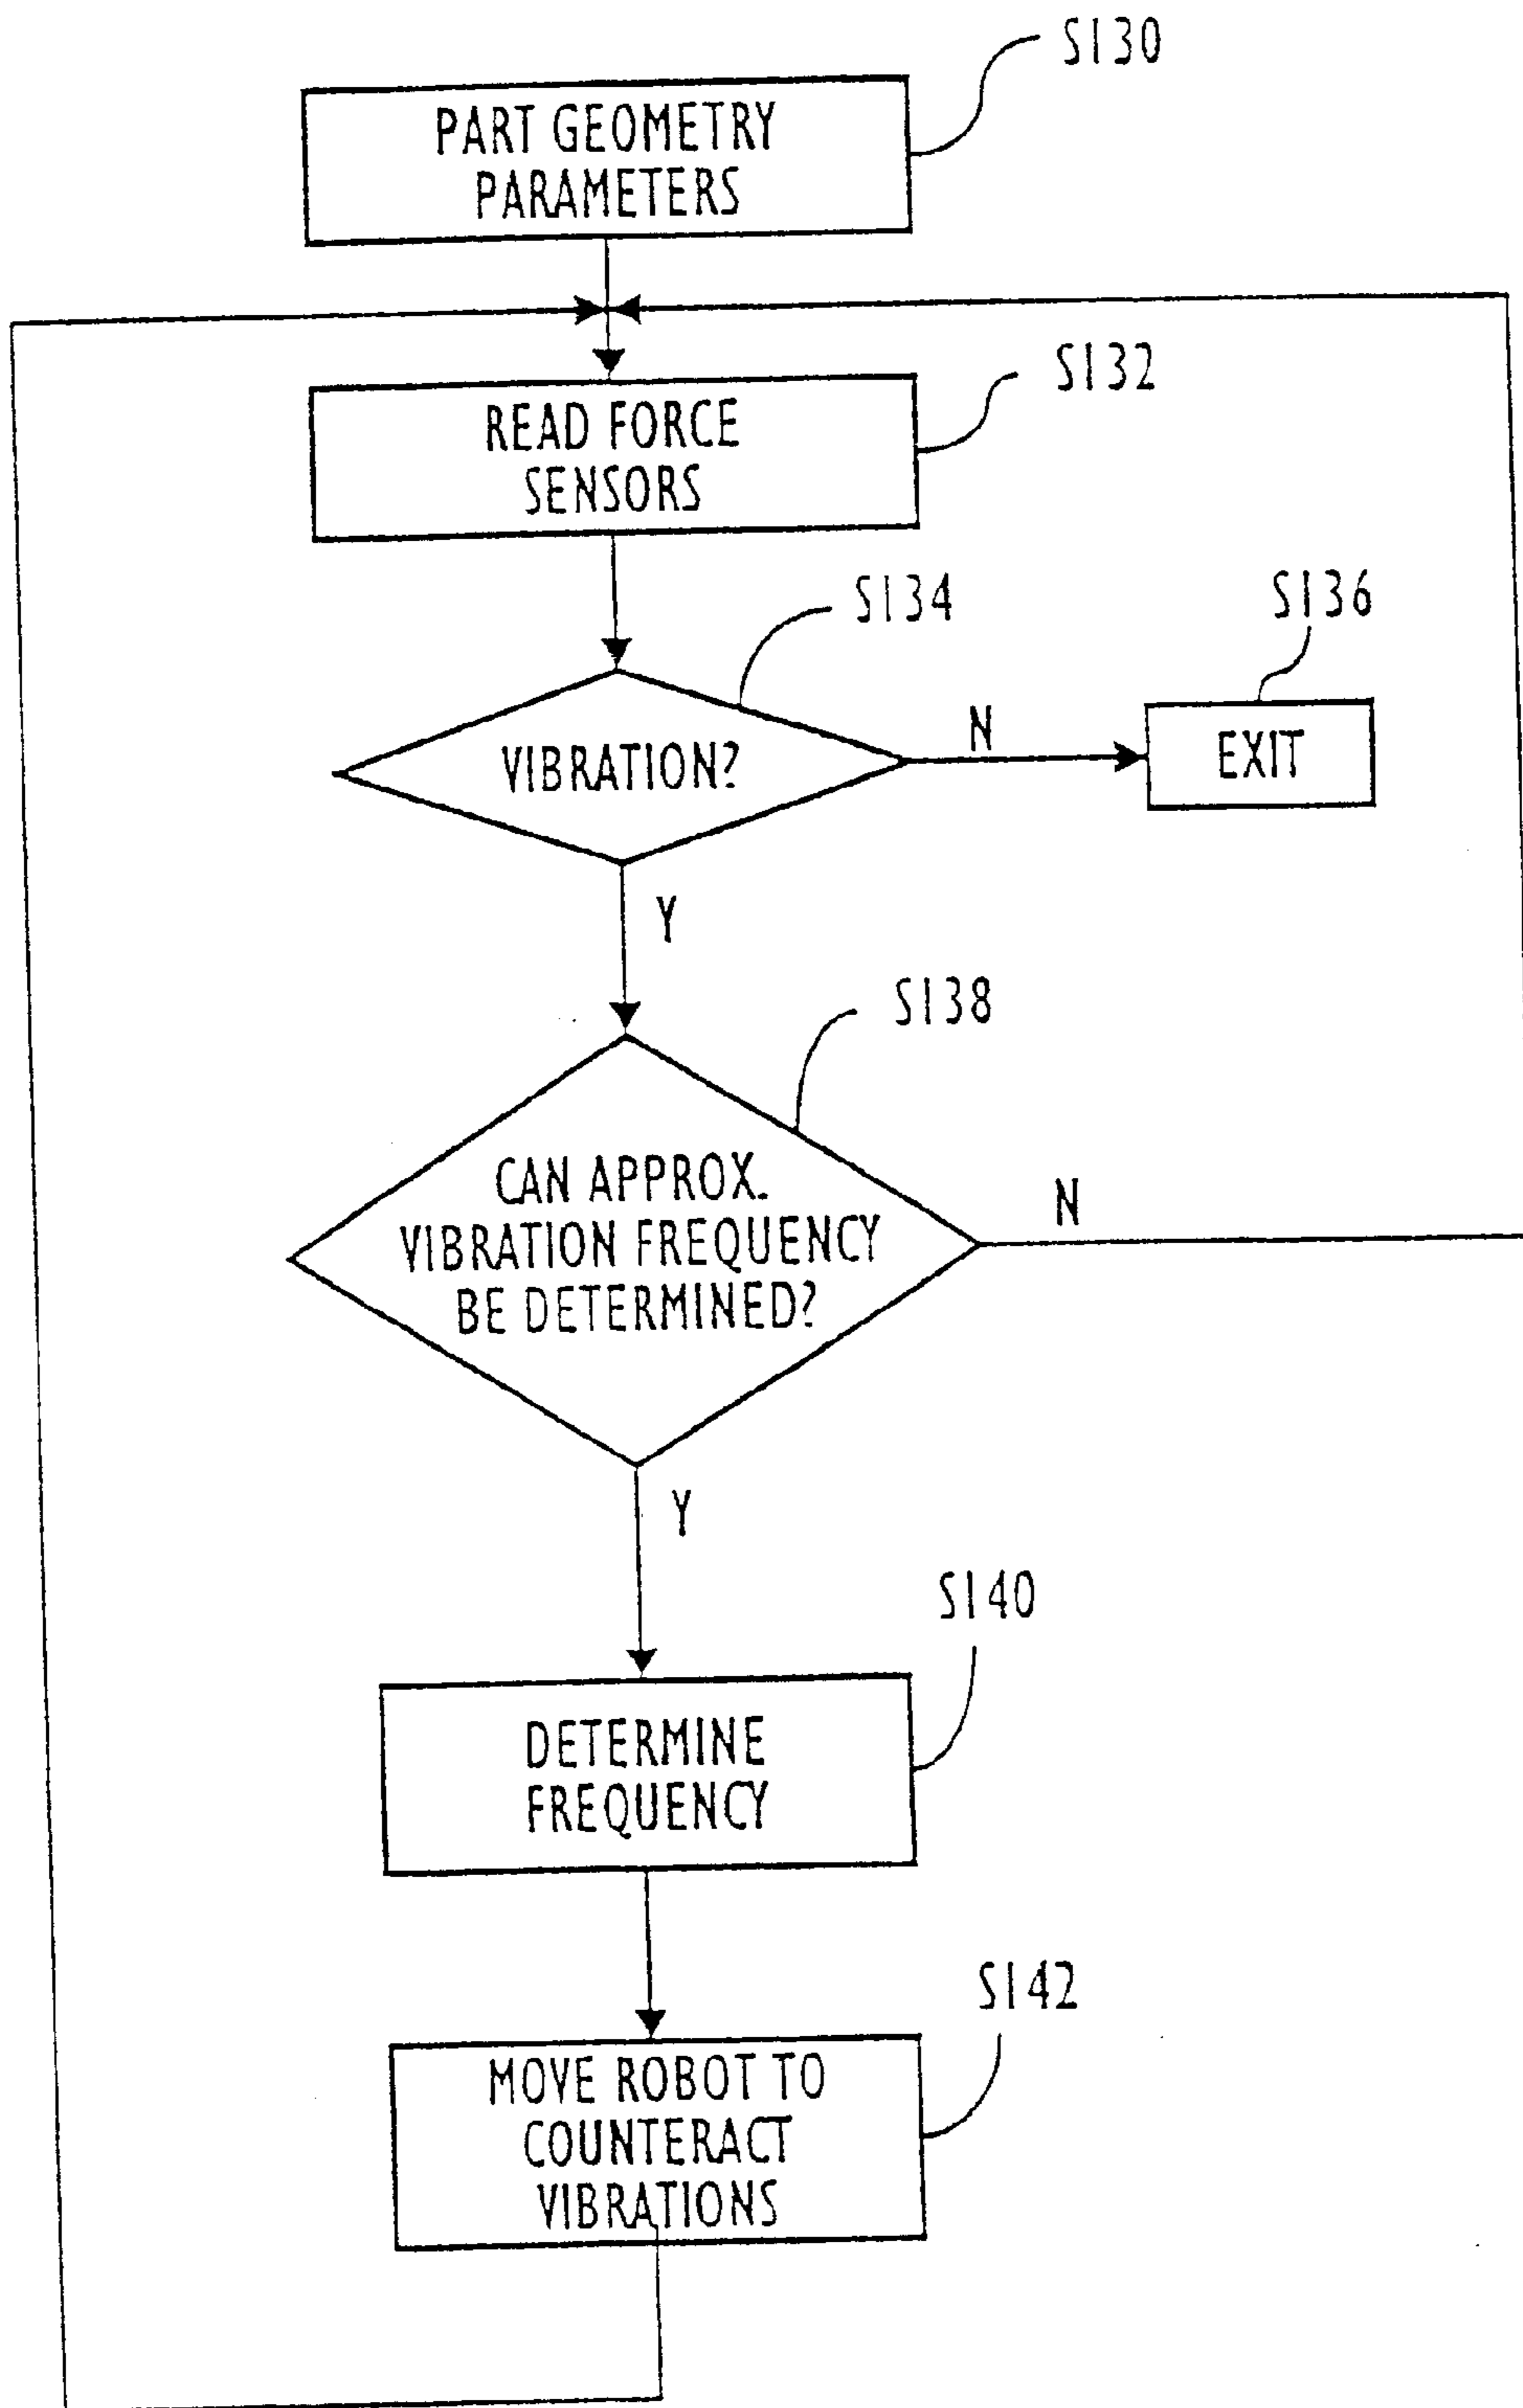 S130
PART GEOMETRY
PARAMETERS
S132
READ FORCE
SENSORS
S134
S136
VIBRATION?
N
EXIT
Y
S138
CAN APPROX.
VIBRATION FREQUENCY
BE DETERMINED?
N
Y
S140
DETERMINE
FREQUENCY
S142
MOVE ROBOT TO
COUNTERACT
VIBRATIONS